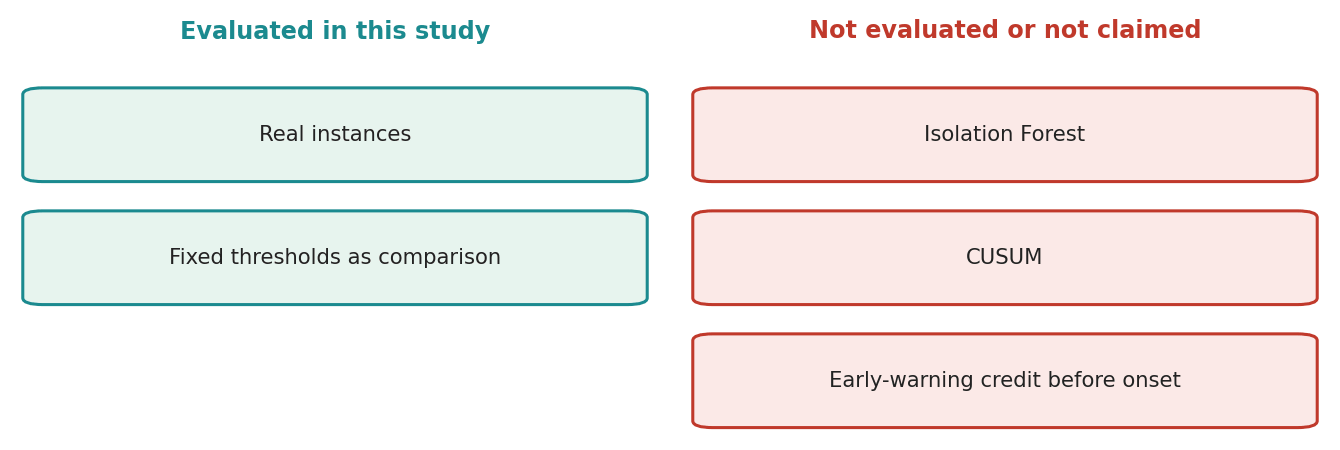 Evaluated in this study
Real instances
Fixed thresholds as comparison
Not evaluated or not claimed
Isolation Forest
CUSUM
Early-warning credit before onset